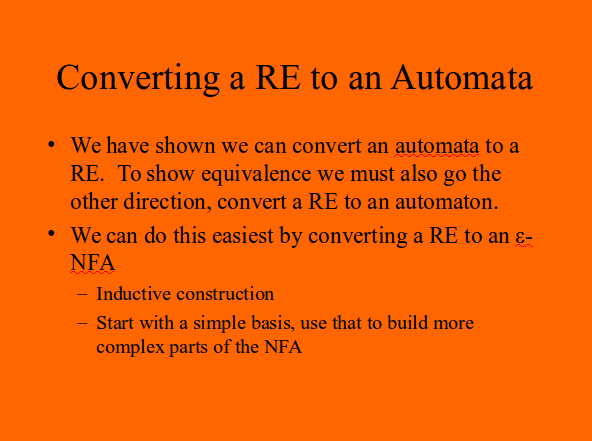 Converting a RE to an Automata
• We have shown we can convert an automata to a
RE.  To show equivalence we must also go the
other direction, convert a RE to an automaton.
• We can do this easiest by converting a RE to an ε-
NFA
– Inductive construction
– Start with a simple basis, use that to build more
complex parts of the NFA